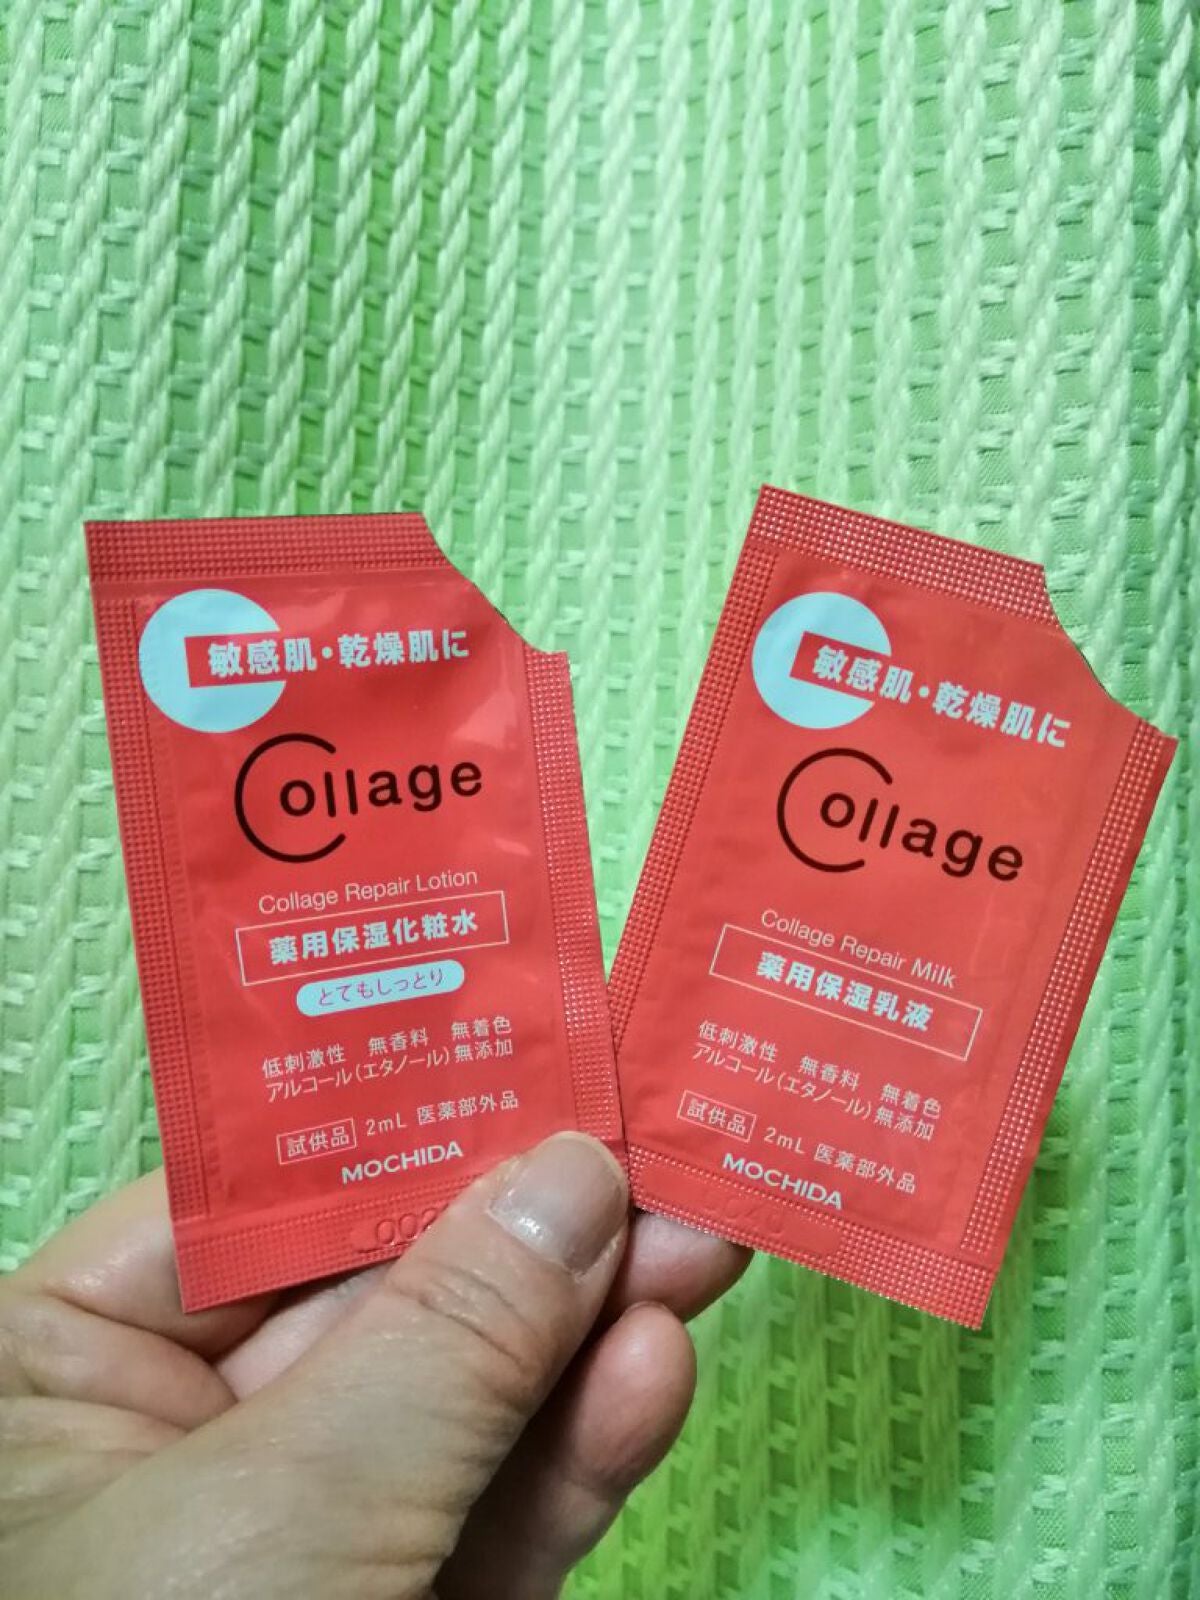 敏感肌・乾燥肌に
Collage
Collage Repair Lotion
薬用保湿化粧水
とてもしっとり
低刺激性 無香料 無着色
アルコール(エタノール)無添加
試供品 2mL 医薬部外品
MOCHIDA
敏感肌・乾燥肌に
Collage
Collage Repair Milk
薬用保湿乳液
低刺激性 無香料 無着色
アルコール(エタノール)無添加
試供品 2mL 医薬部外品
MOCHIDA